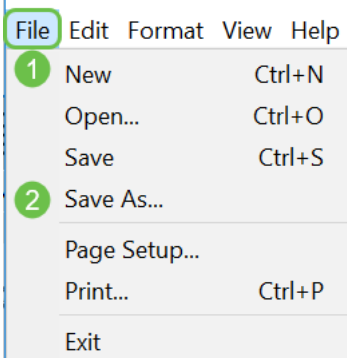 File Edit Format View Help
1 New Ctrl+N
Open... Ctrl+O
Save Ctrl+S
2 Save As...
Page Setup...
Print... Ctrl+P
Exit